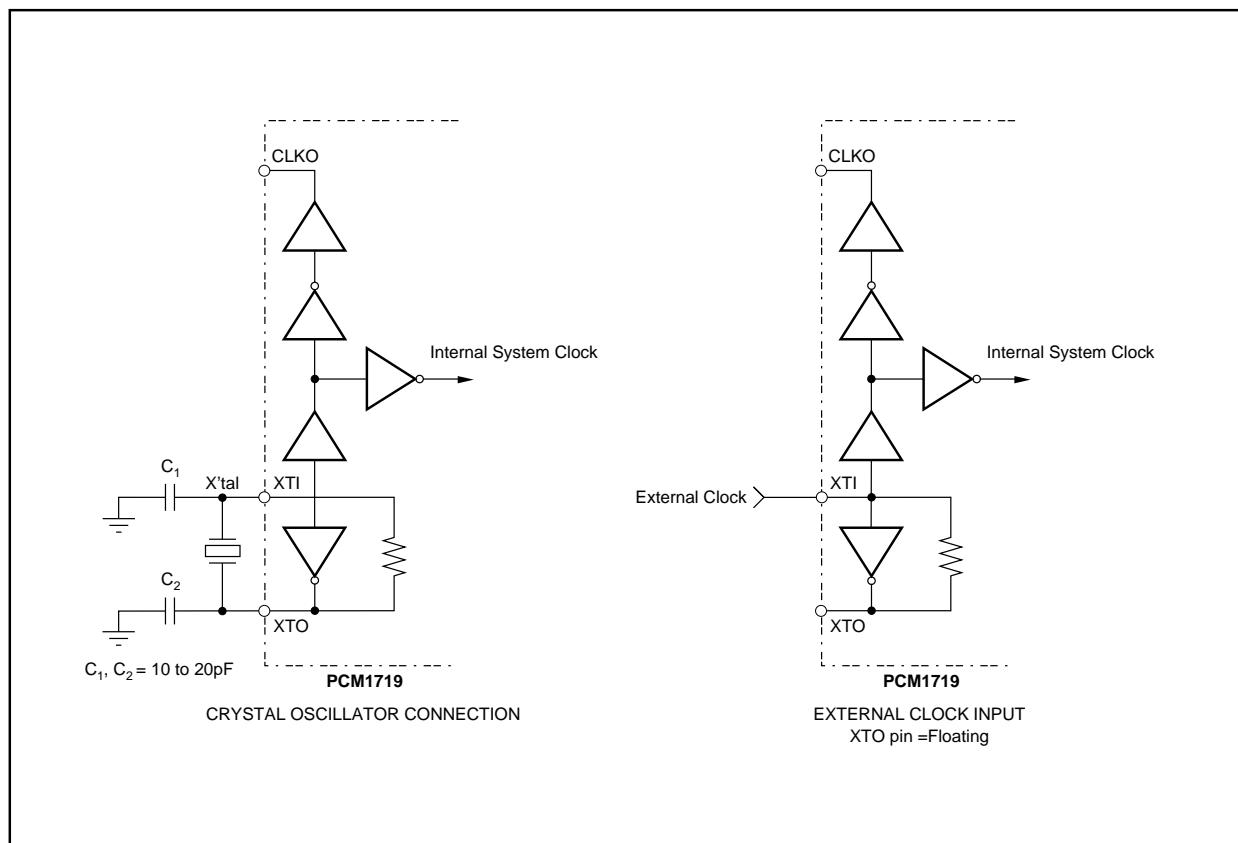 CLKO
Internal System Clock
C₁
X'tal
XTI
C₂
XTO
C₁, C₂ = 10 to 20pF
PCM1719
CRYSTAL OSCILLATOR CONNECTION
CLKO
Internal System Clock
External Clock
XTI
XTO
PCM1719
EXTERNAL CLOCK INPUT
XTO pin =Floating